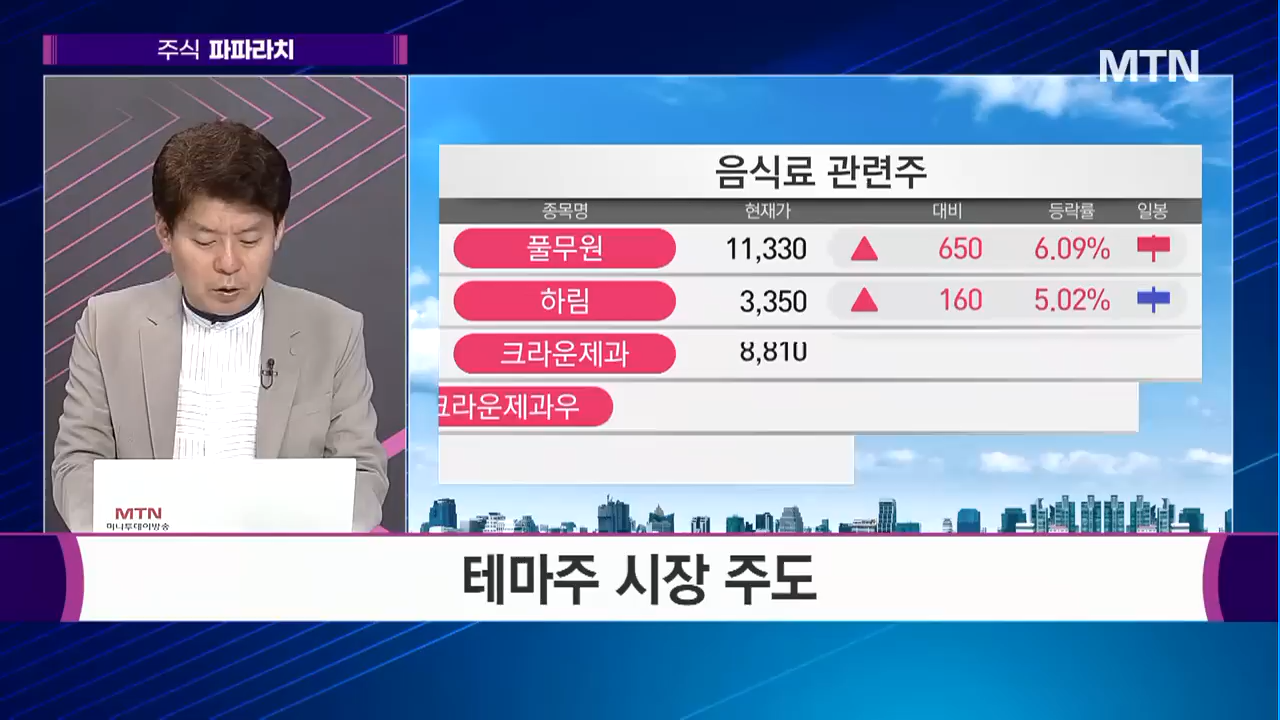 주식 파파라치
MTN
음식료 관련주
종목명 현재가 대비 등락률 일봉
풀무원 11,330 ▲ 650 6.09%
하림 3,350 ▲ 160 5.02%
크라운제과 8,810
크라운제과우
MTN
머니투데이방송
테마주 시장 주도